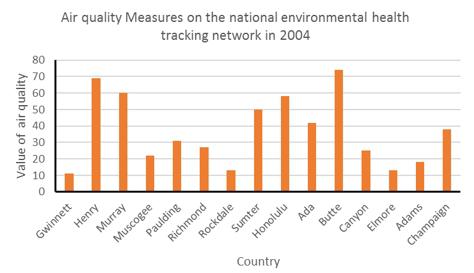 Air quality Measures on the national environmental health
tracking network in 2004
Value of  air quality
80
70
60
50
40
30
20
10
0
Gwinnett
Henry
Murray
Muscogee
Paulding
Richmond
Rockdale
Sumter
Honolulu
Ada
Butte
Canyon
Elmore
Adams
Champaign
Country